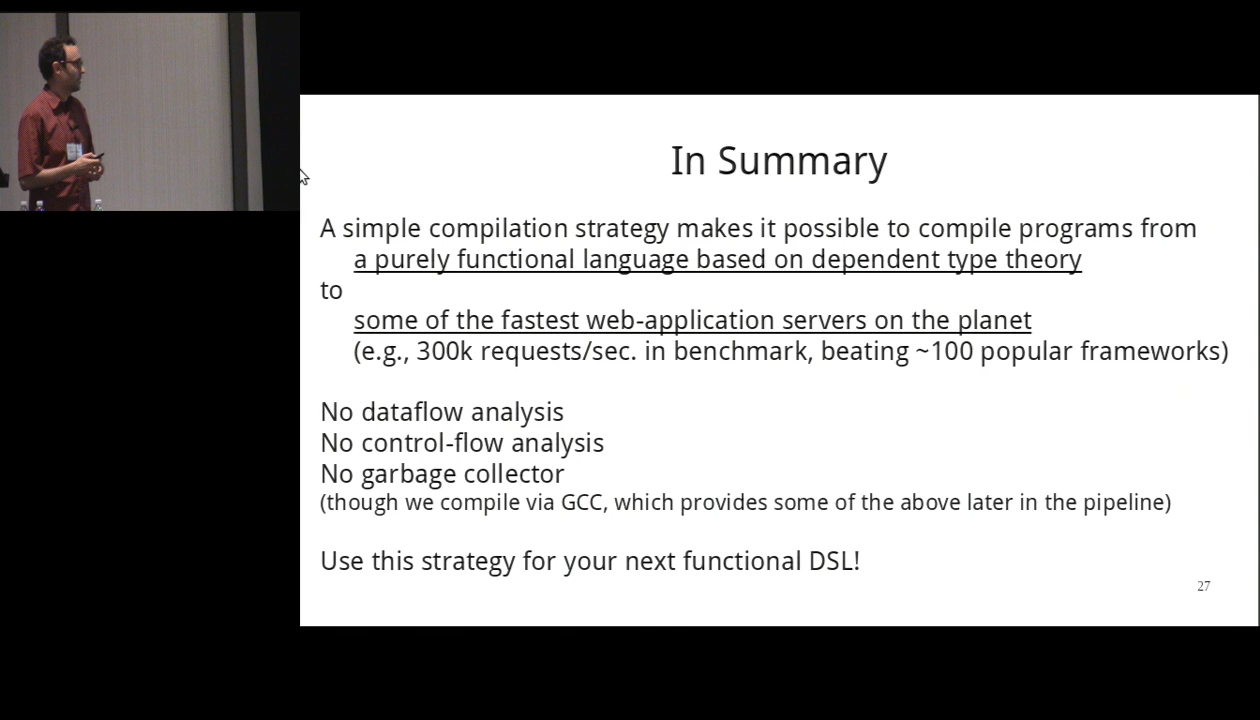 In Summary
A simple compilation strategy makes it possible to compile programs from
a purely functional language based on dependent type theory
to
some of the fastest web-application servers on the planet
(e.g., 300k requests/sec. in benchmark, beating ~100 popular frameworks)
No dataflow analysis
No control-flow analysis
No garbage collector
(though we compile via GCC, which provides some of the above later in the pipeline)
Use this strategy for your next functional DSL!
27